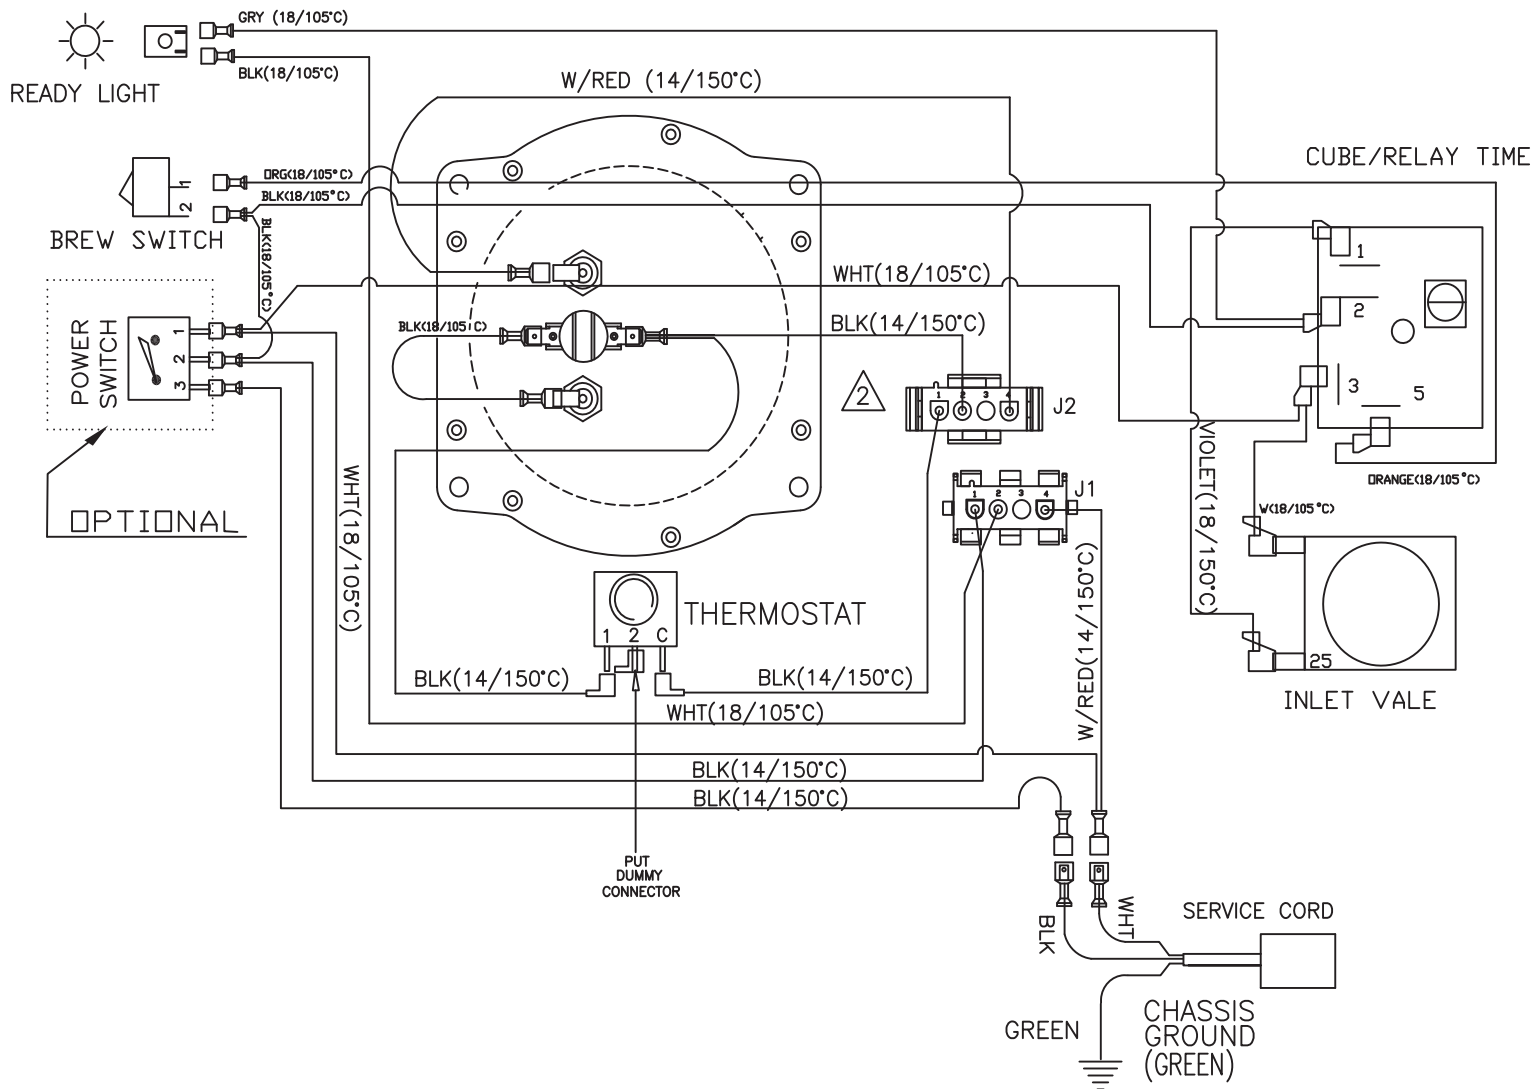 GRY (18/105°C)
BLK(18/105°C)
READY LIGHT
W/RED (14/150°C)
CUBE/RELAY TIME
ORG(18/105°C)
BLK(18/105°C)
1
2
BREW SWITCH
BLK(18/105°C)
WHT(18/105°C)
1
2
3
5
POWER
SWITCH
1
2
3
BLK(18/105°C)
BLK(14/150°C)
2
1
2
3
4
J2
ORANGE(18/105°C)
VIOLET(18/150°C)
W(18/105°C)
1
2
3
4
J1
OPTIONAL
WHT(18/105°C)
W/RED(14/150°C)
THERMOSTAT
1
2
C
25
INLET VALE
BLK(14/150°C)
BLK(14/150°C)
WHT(18/105°C)
BLK(14/150°C)
BLK(14/150°C)
PUT
DUMMY
CONNECTOR
BLK
WHT
SERVICE CORD
GREEN
CHASSIS
GROUND
(GREEN)